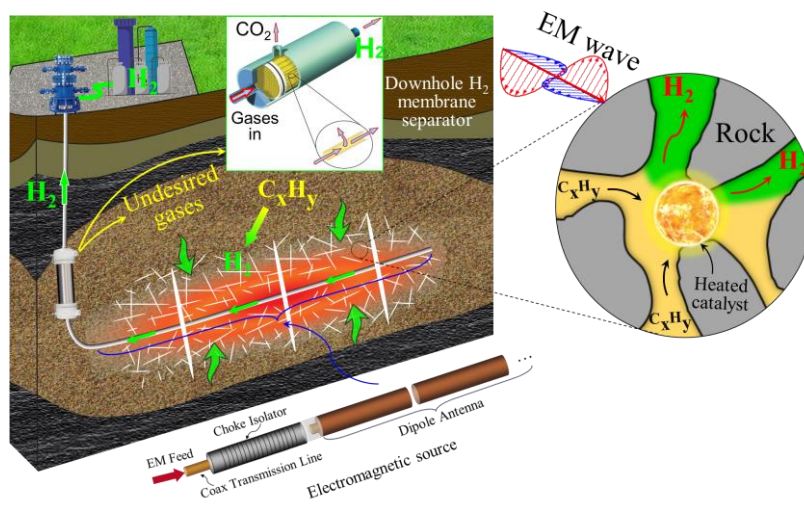 CO2
H2
Gases
in
Downhole H2
membrane
separator
H2
H2
Undesired
gases
CxHy
H2
EM wave
H2
Rock
H2
CxHy
Heated
catalyst
CxHy
EM Feed
Choke Isolator
Coax Transmission Line
Dipole Antenna
...
Electromagnetic source